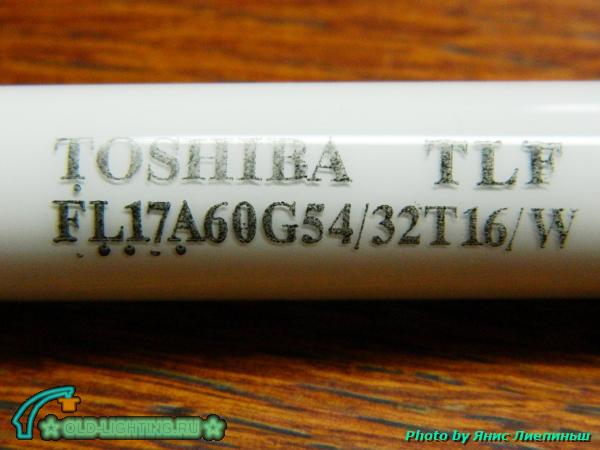 TOSHIBA TLF
FL17A60G54/32T16/W
OLD-LIGHTING.RU
Photo by Янис Лиепиньш